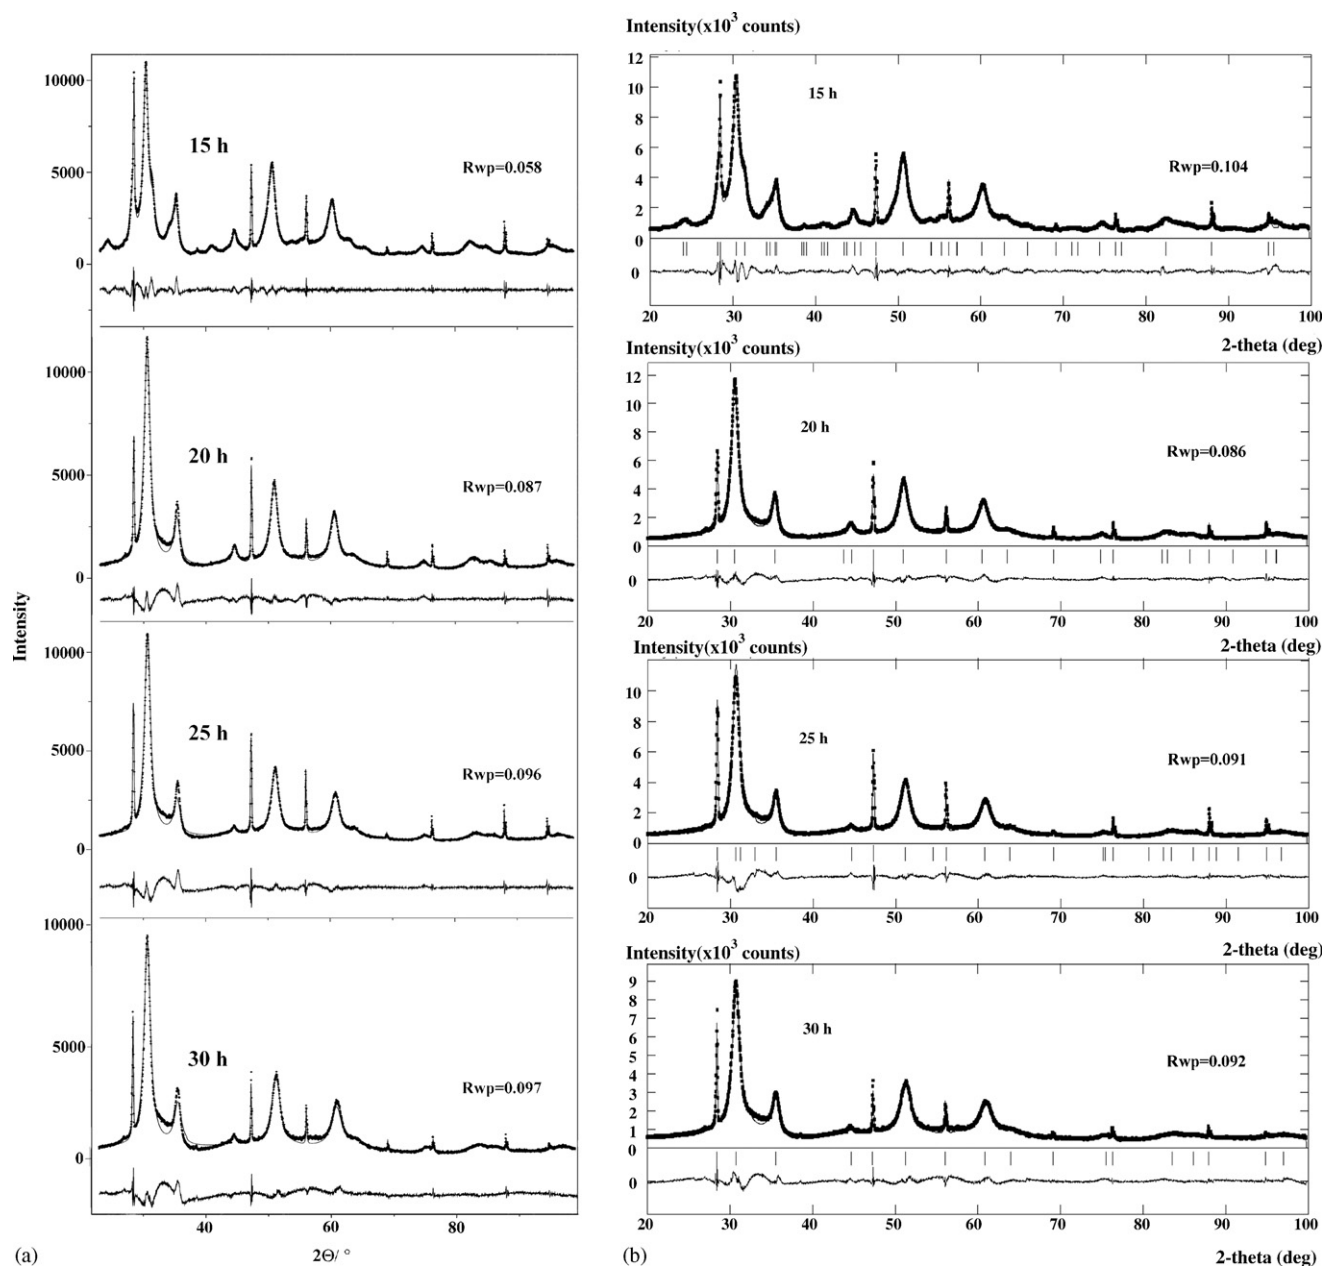 Intensity(x10³ counts)
10000
5000
0
15 h
Rwp=0.058
10000
5000
0
20 h
Rwp=0.087
10000
5000
0
25 h
Rwp=0.096
10000
5000
0
30 h
Rwp=0.097
Intensity
40 60 80
(a)
2Θ/ °
12
10
8
6
4
2
0
0
15 h
Rwp=0.104
20 30 40 50 60 70 80 90 100
Intensity(x10³ counts)
2-theta (deg)
12
10
8
6
4
2
0
0
20 h
Rwp=0.086
20 30 40 50 60 70 80 90 100
Intensity(x10³ counts)
2-theta (deg)
10
8
6
4
2
0
0
25 h
Rwp=0.091
20 30 40 50 60 70 80 90 100
Intensity(x10³ counts)
2-theta (deg)
9
8
7
6
5
4
3
2
1
0
0
30 h
Rwp=0.092
20 30 40 50 60 70 80 90 100
(b)
2-theta (deg)